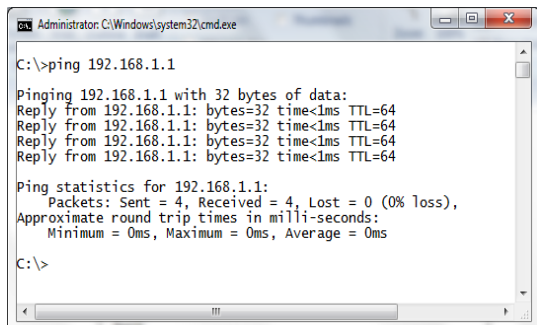 Administrator: C:\Windows\system32\cmd.exe
C:\>ping 192.168.1.1
Pinging 192.168.1.1 with 32 bytes of data:
Reply from 192.168.1.1: bytes=32 time<1ms TTL=64
Reply from 192.168.1.1: bytes=32 time<1ms TTL=64
Reply from 192.168.1.1: bytes=32 time<1ms TTL=64
Reply from 192.168.1.1: bytes=32 time<1ms TTL=64
Ping statistics for 192.168.1.1:
Packets: Sent = 4, Received = 4, Lost = 0 (0% loss),
Approximate round trip times in milli-seconds:
Minimum = 0ms, Maximum = 0ms, Average = 0ms
C:\>